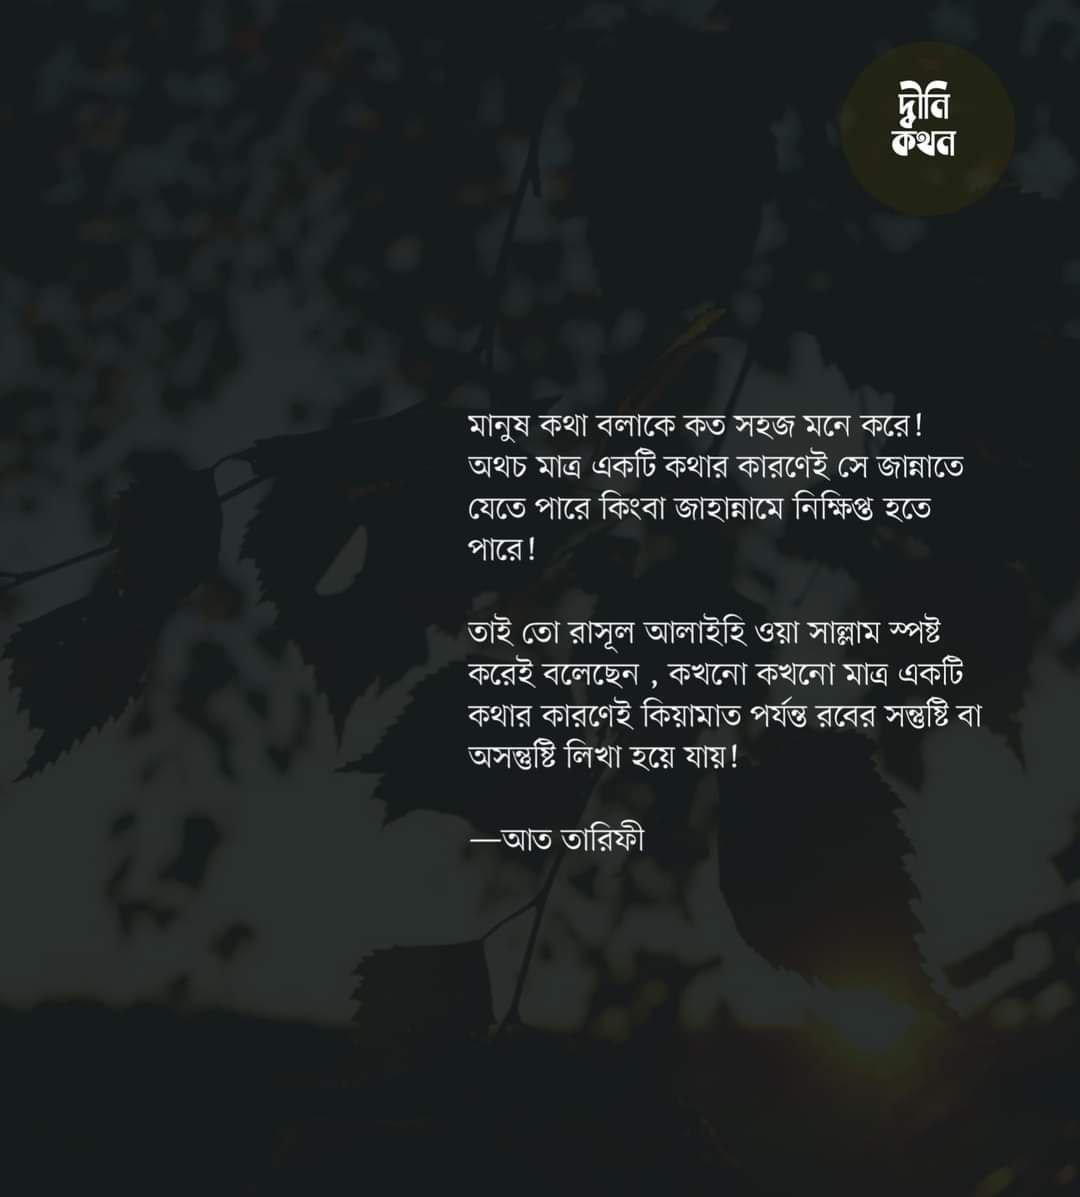 দ্বীনি
কথন
মানুষ কথা বলাকে কত সহজ মনে করে!
অথচ মাত্র একটি কথার কারণেই সে জান্নাতে
যেতে পারে কিংবা জাহান্নামে নিক্ষিপ্ত হতে
পারে!
তাই তো রাসূল আলাইহি ওয়া সাল্লাম স্পষ্ট
করেই বলেছেন , কখনো কখনো মাত্র একটি
কথার কারণেই কিয়ামাত পর্যন্ত রবের সন্তুষ্টি বা
অসন্তুষ্টি লিখা হয়ে যায়!
—আত তারিফী